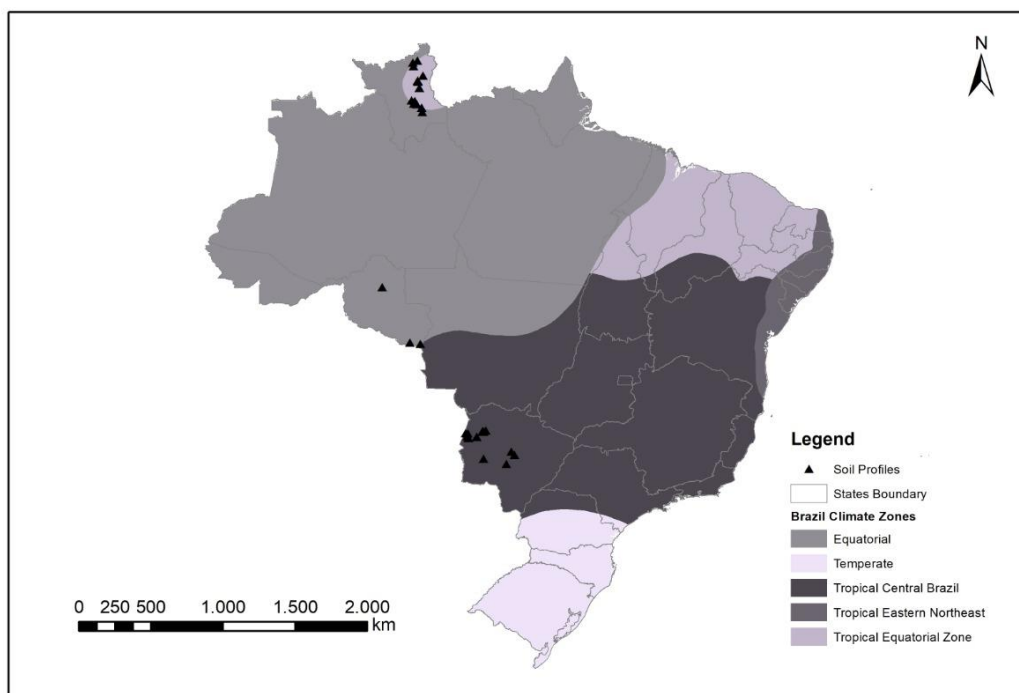 N
Legend
Soil Profiles
States Boundary
Brazil Climate Zones
Equatorial
Temperate
Tropical Central Brazil
Tropical Eastern Northeast
Tropical Equatorial Zone
0 250 500 1.000 1.500 2.000
km